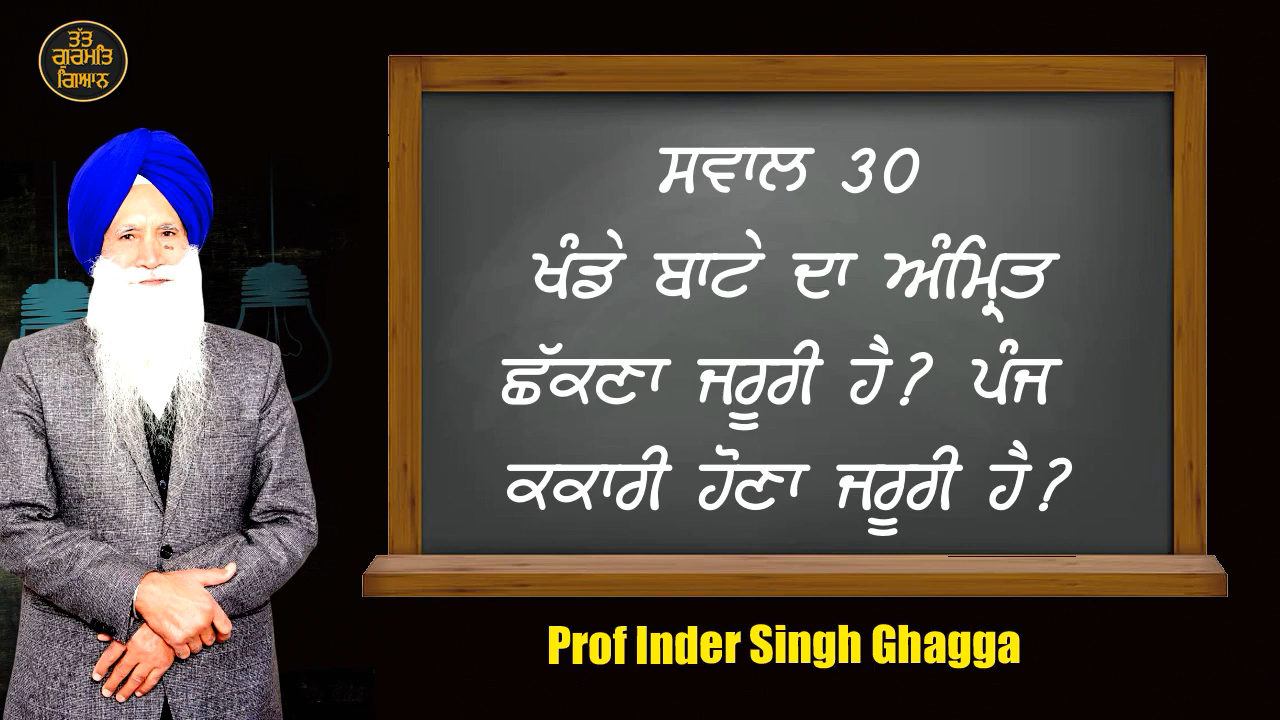 ਤੱਤ
ਗੁਰਮਤਿ
ਗਿਆਨ
ਸਵਾਲ 30
ਖੰਡੇ ਬਾਟੇ ਦਾ ਅੰਮ੍ਰਿਤ
ਛੱਕਣਾ ਜਰੂਰੀ ਹੈ? ਪੰਜ
ਕਕਾਰੀ ਹੋਣਾ ਜਰੂਰੀ ਹੈ?
Prof Inder Singh Ghagga